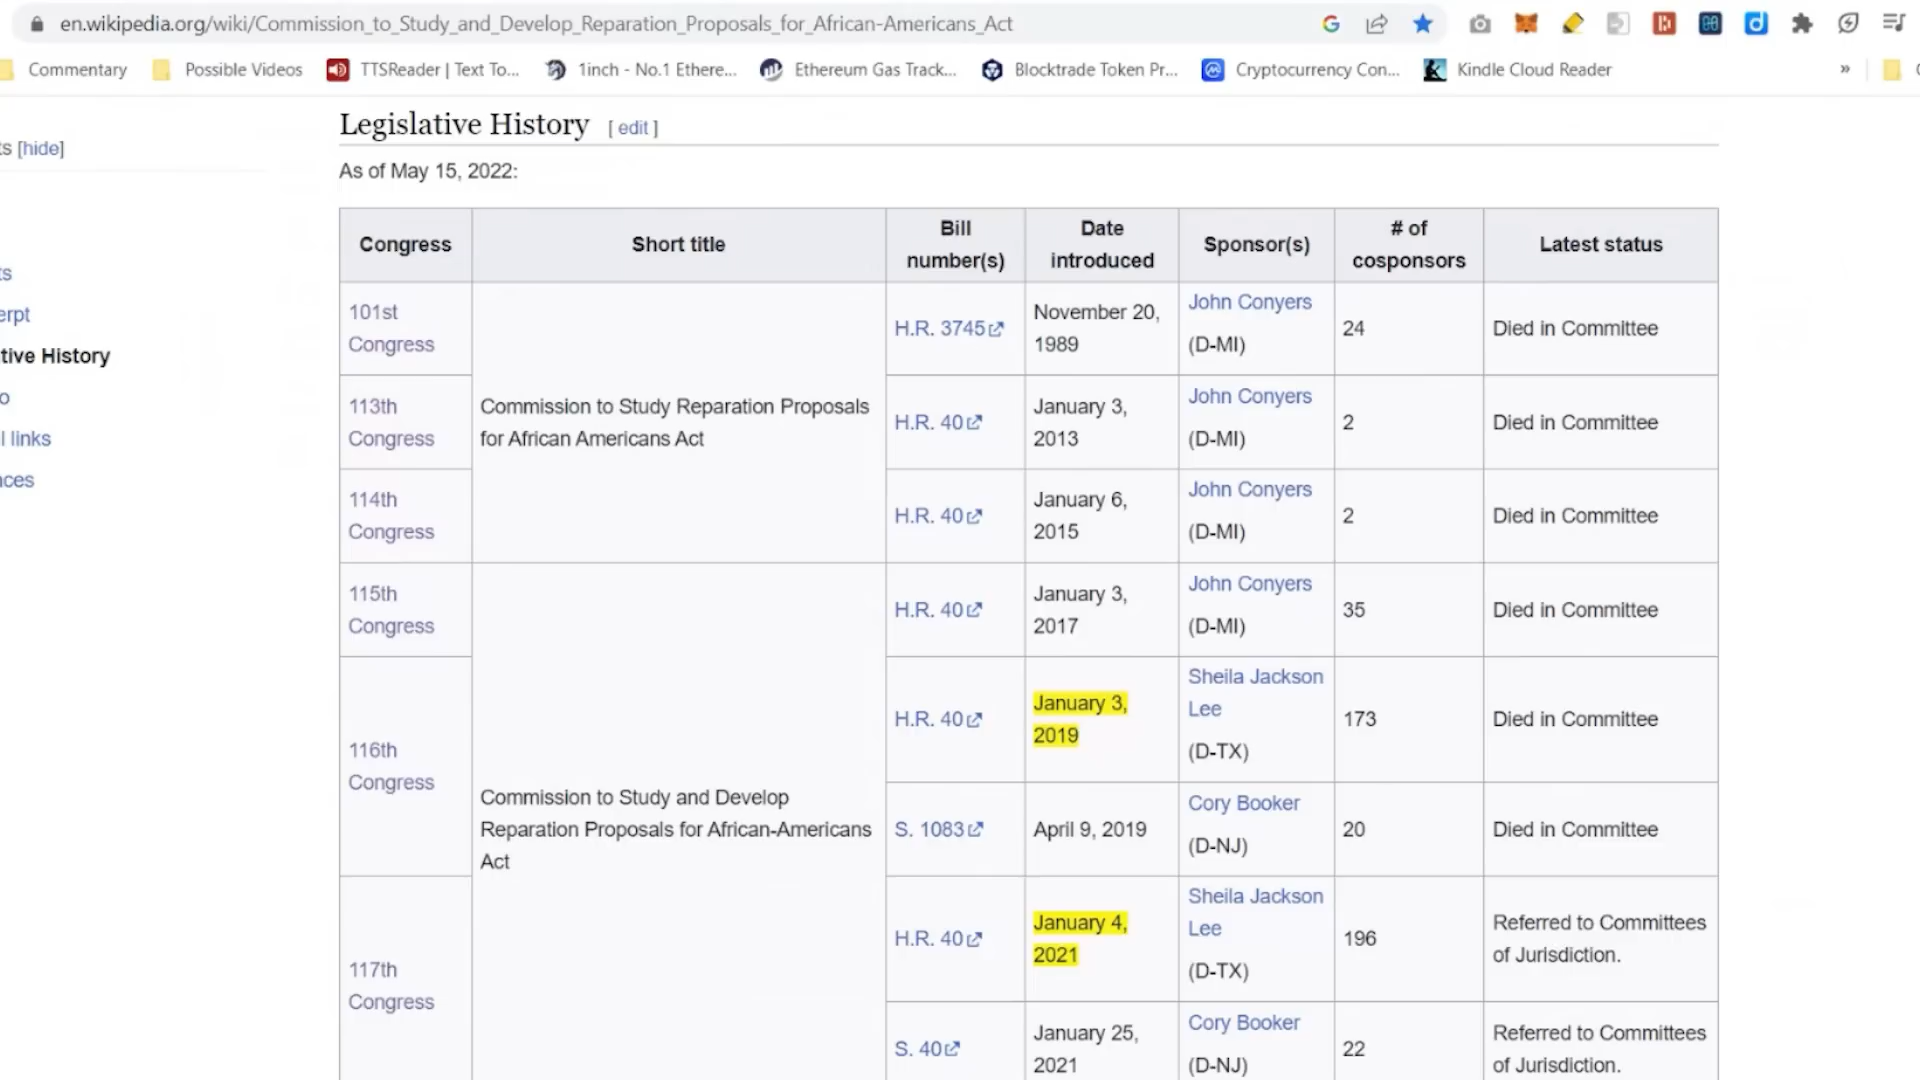 en.wikipedia.org/wiki/Commission_to_Study_and_Develop_Reparation_Proposals_for_African-Americans_Act
Commentary Possible Videos TTSReader | Text To... 1inch - No.1 Ethere... Ethereum Gas Track... Blocktrade Token Pr... Cryptocurrency Con... Kindle Cloud Reader »
Legislative History [ edit ]
ts [hide]
As of May 15, 2022:
ts
erpt
tive History
o
l links
nces
Congress Short title Bill number(s) Date introduced Sponsor(s) # of cosponsors Latest status
101st Congress
Commission to Study Reparation Proposals
for African Americans Act
H.R. 3745
November 20,
1989
John Conyers
(D-MI)
24
Died in Committee
113th
Congress
H.R. 40
January 3,
2013
John Conyers
(D-MI)
2
Died in Committee
114th
Congress
H.R. 40
January 6,
2015
John Conyers
(D-MI)
2
Died in Committee
115th
Congress
Commission to Study and Develop
Reparation Proposals for African-Americans
Act
H.R. 40
January 3,
2017
John Conyers
(D-MI)
35
Died in Committee
116th
Congress
H.R. 40
January 3,
2019
Sheila Jackson
Lee
(D-TX)
173
Died in Committee
S. 1083
April 9, 2019
Cory Booker
(D-NJ)
20
Died in Committee
117th
Congress
H.R. 40
January 4,
2021
Sheila Jackson
Lee
(D-TX)
196
Referred to Committees
of Jurisdiction.
S. 40
January 25,
2021
Cory Booker
(D-NJ)
22
Referred to Committees
of Jurisdiction.